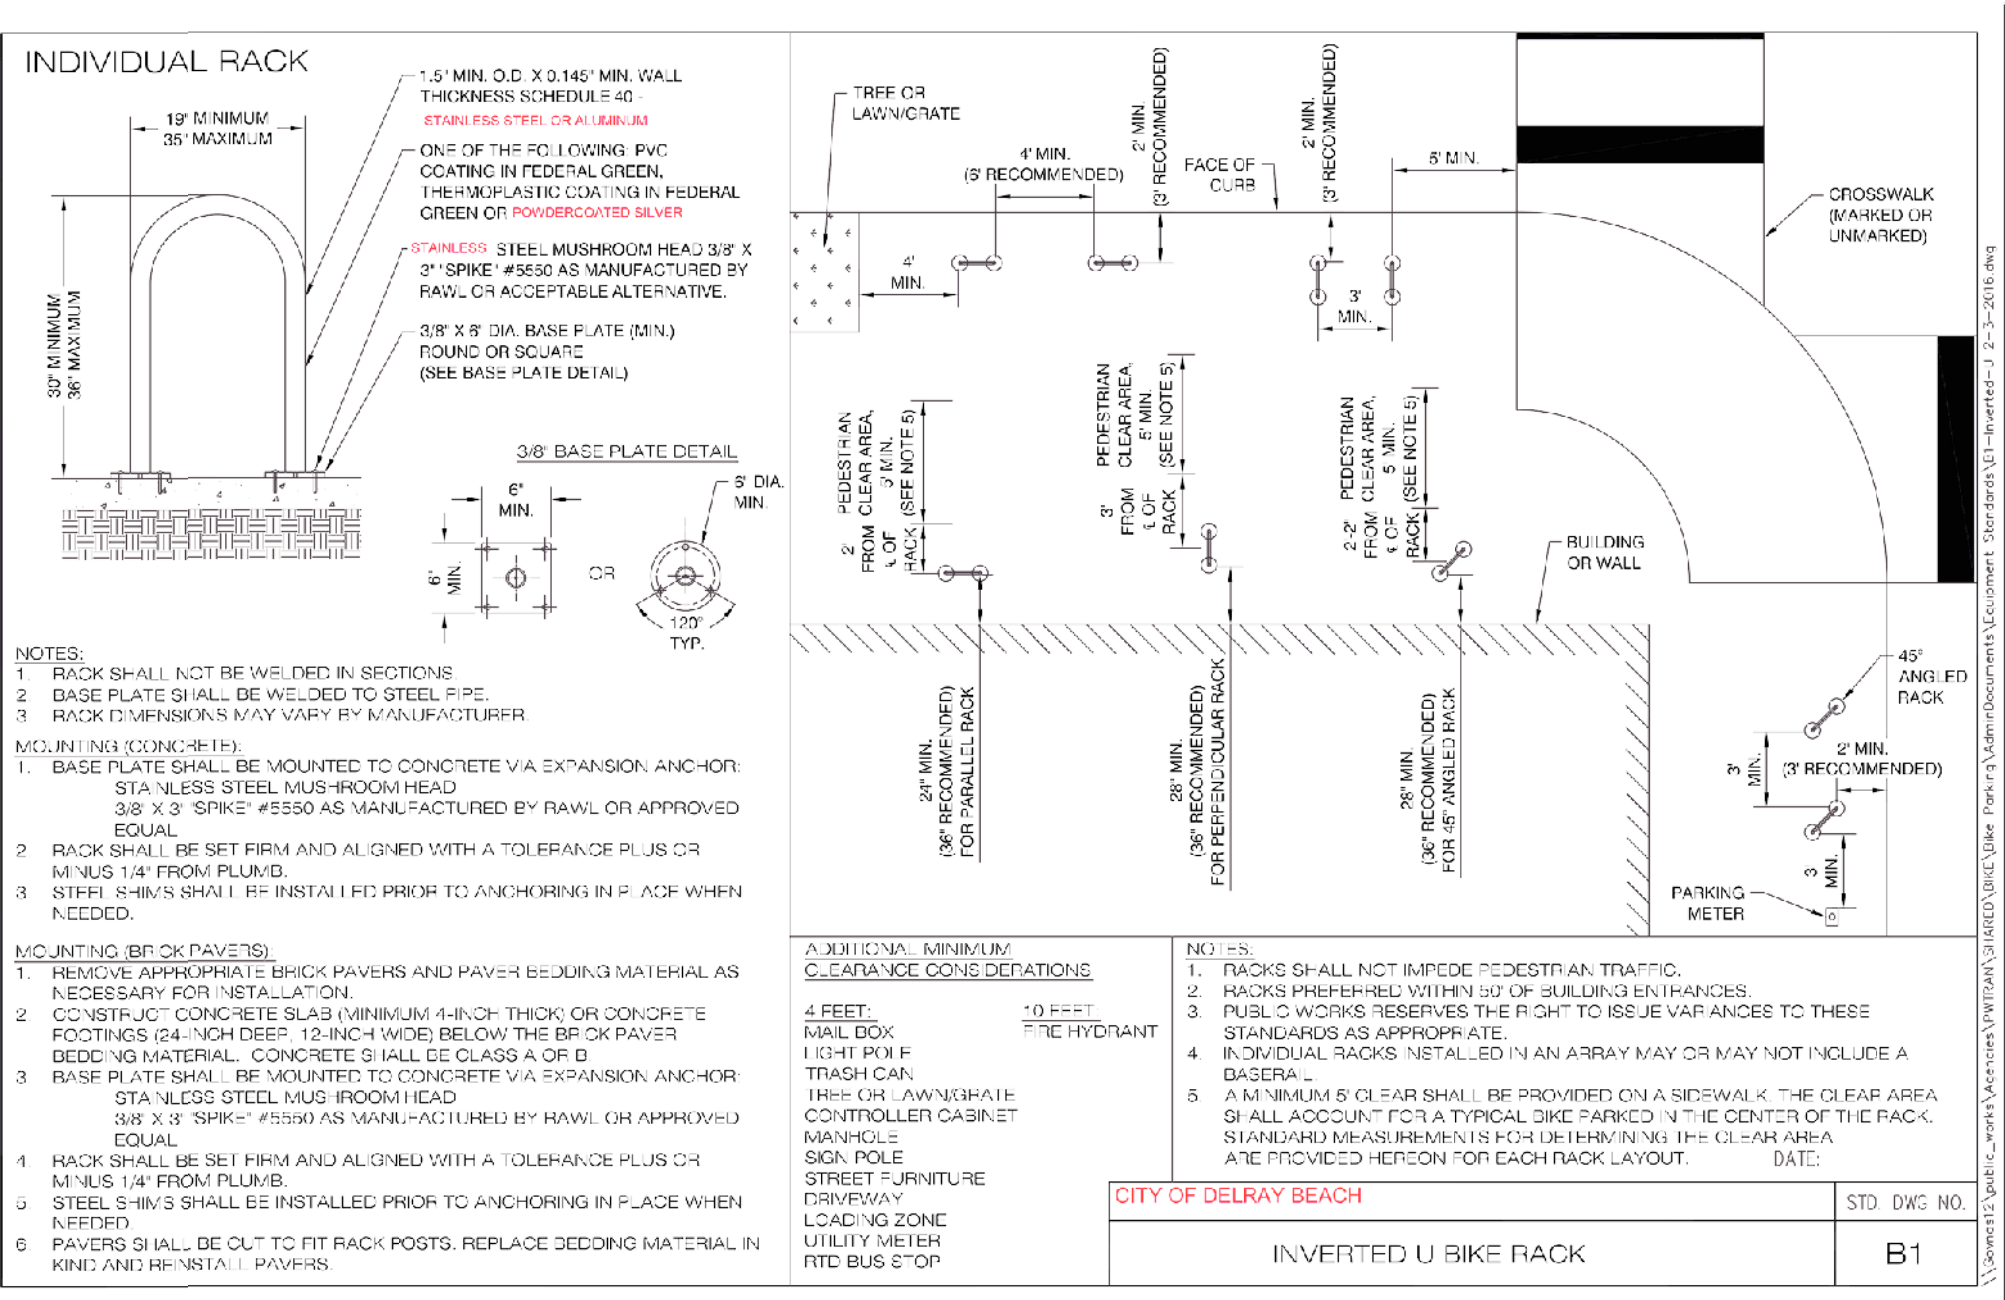 INDIVIDUAL RACK
19" MINIMUM
35" MAXIMUM
30" MINIMUM
36" MAXIMUM
1.5" MIN. O.D. X 0.145" MIN. WALL
THICKNESS SCHEDULE 40 -
STAINLESS STEEL OR ALUMINUM
ONE OF THE FOLLOWING: PVC
COATING IN FEDERAL GREEN,
THERMOPLASTIC COATING IN FEDERAL
GREEN OR POWDERCOATED SILVER
STAINLESS STEEL MUSHROOM HEAD 3/8" X
3" "SPIKE" #5550 AS MANUFACTURED BY
RAWL OR ACCEPTABLE ALTERNATIVE.
3/8" X 6" DIA. BASE PLATE (MIN.)
ROUND OR SQUARE
(SEE BASE PLATE DETAIL)
3/8" BASE PLATE DETAIL
6"
MIN.
6"
MIN.
OR
6" DIA.
MIN.
120°
TYP.
NOTES:
1. RACK SHALL NOT BE WELDED IN SECTIONS.
2. BASE PLATE SHALL BE WELDED TO STEEL PIPE.
3 RACK DIMENSIONS MAY VARY BY MANUFACTURER.
MOUNTING (CONCRETE):
1. BASE PLATE SHALL BE MOUNTED TO CONCRETE VIA EXPANSION ANCHOR:
STAINLESS STEEL MUSHROOM HEAD
3/8" X 3" "SPIKE" #5550 AS MANUFACTURED BY RAWL OR APPROVED
EQUAL
2 RACK SHALL BE SET FIRM AND ALIGNED WITH A TOLERANCE PLUS OR
MINUS 1/4" FROM PLUMB.
3 STEEL SHIMS SHALL BE INSTALLED PRIOR TO ANCHORING IN PLACE WHEN
NEEDED.
MOUNTING (BRICK PAVERS):
1. REMOVE APPROPRIATE BRICK PAVERS AND PAVER BEDDING MATERIAL AS
NECESSARY FOR INSTALLATION.
2. CONSTRUCT CONCRETE SLAB (MINIMUM 4-INCH THICK) OR CONCRETE
FOOTINGS (24-INCH DEEP, 12-INCH WIDE) BELOW THE BRICK PAVER
BEDDING MATERIAL. CONCRETE SHALL BE CLASS A OR B.
3 BASE PLATE SHALL BE MOUNTED TO CONCRETE VIA EXPANSION ANCHOR:
STAINLESS STEEL MUSHROOM HEAD
3/8" X 3" "SPIKE" #5550 AS MANUFACTURED BY RAWL OR APPROVED
EQUAL
4. RACK SHALL BE SET FIRM AND ALIGNED WITH A TOLERANCE PLUS OR
MINUS 1/4" FROM PLUMB.
5. STEEL SHIMS SHALL BE INSTALLED PRIOR TO ANCHORING IN PLACE WHEN
NEEDED.
6. PAVERS SHALL BE CUT TO FIT RACK POSTS. REPLACE BEDDING MATERIAL IN
KIND AND REINSTALL PAVERS.
TREE OR
LAWN/GRATE
4' MIN.
(6' RECOMMENDED)
2' MIN.
(3' RECOMMENDED)
FACE OF
CURB
2' MIN.
(3' RECOMMENDED)
5' MIN.
CROSSWALK
(MARKED OR
UNMARKED)
4'
MIN.
3'
MIN.
PEDESTRIAN
CLEAR AREA,
5' MIN.
(SEE NOTE 5)
2'
FROM
℄ OF
RACK
PEDESTRIAN
CLEAR AREA,
5' MIN.
(SEE NOTE 5)
3'
FROM
℄ OF
RACK
PEDESTRIAN
CLEAR AREA,
5 MIN.
(SEE NOTE 5)
2'-2"
FROM
℄ OF
RACK
BUILDING
OR WALL
24" MIN.
(36" RECOMMENDED)
FOR PARALLEL RACK
28" MIN.
(36" RECOMMENDED)
FOR PERPENDICULAR RACK
28" MIN.
(36" RECOMMENDED)
FOR 45° ANGLED RACK
45°
ANGLED
RACK
2' MIN.
(3' RECOMMENDED)
3'
MIN.
3
MIN.
PARKING
METER
ADDITIONAL MINIMUM
CLEARANCE CONSIDERATIONS
4 FEET:
MAIL BOX
LIGHT POLE
TRASH CAN
TREE OR LAWN/GRATE
CONTROLLER CABINET
MANHOLE
SIGN POLE
STREET FURNITURE
DRIVEWAY
LOADING ZONE
UTILITY METER
RTD BUS STOP
10 FEET:
FIRE HYDRANT
NOTES:
1. RACKS SHALL NOT IMPEDE PEDESTRIAN TRAFFIC.
2. RACKS PREFERRED WITHIN 50' OF BUILDING ENTRANCES.
3. PUBLIC WORKS RESERVES THE RIGHT TO ISSUE VARIANCES TO THESE
STANDARDS AS APPROPRIATE.
4. INDIVIDUAL RACKS INSTALLED IN AN ARRAY MAY OR MAY NOT INCLUDE A
BASERAIL.
5. A MINIMUM 5' CLEAR SHALL BE PROVIDED ON A SIDEWALK. THE CLEAR AREA
SHALL ACCOUNT FOR A TYPICAL BIKE PARKED IN THE CENTER OF THE RACK.
STANDARD MEASUREMENTS FOR DETERMINING THE CLEAR AREA
ARE PROVIDED HEREON FOR EACH RACK LAYOUT.
DATE:
CITY OF DELRAY BEACH
STD. DWG NO.
INVERTED U BIKE RACK
B1
\\Govnas12\public_works\Agencies\PWTRAN\SHARED\BIKE\Bike Parking\AdminDocuments\Equipment Standards\B1-Inverted-U 2-3-2016.dwg